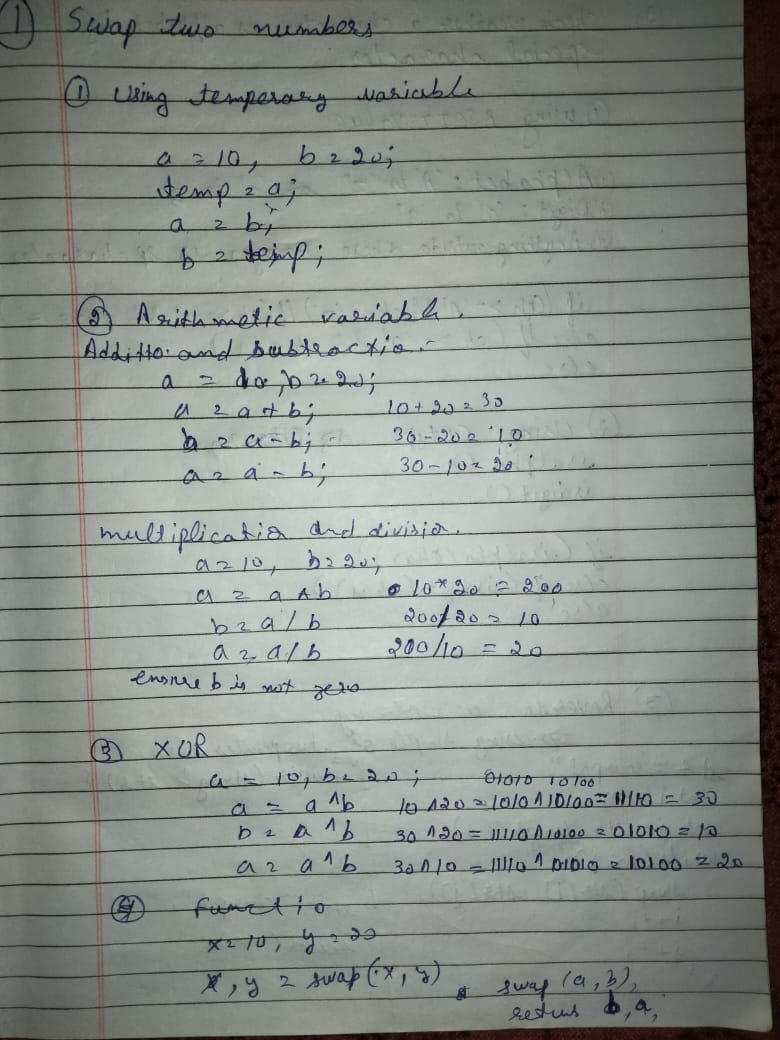 ① Swap two numbers
① Using temperary variable
a = 10, b = 20;
temp = a;
a = b;
b = temp;
② Arithmetic variable.
Additio and Subtractio.
a = 10, b = 20;
a = a + b; 10 + 20 = 30
b = a - b; 30 - 20 = 10
a = a - b; 30 - 10 = 20
multiplicatio and divisio.
a = 10, b = 20;
a = a * b 10 * 20 = 200
b = a / b 200/20 = 10
a = a / b 200/10 = 20
ensure b is not zero
③ XOR
a = 10, b = 20; 01010 10100
a = a ^ b 10 ^ 20 = 1010 ^ 10100 = 11110 = 30
b = a ^ b 30 ^ 20 = 11110 ^ 10100 = 01010 = 10
a = a ^ b 30 ^ 10 = 11110 ^ 01010 = 10100 = 20
④ Functio
x = 10, y = 20
x, y = swap (x, y) swap (a, b),
return b, a,